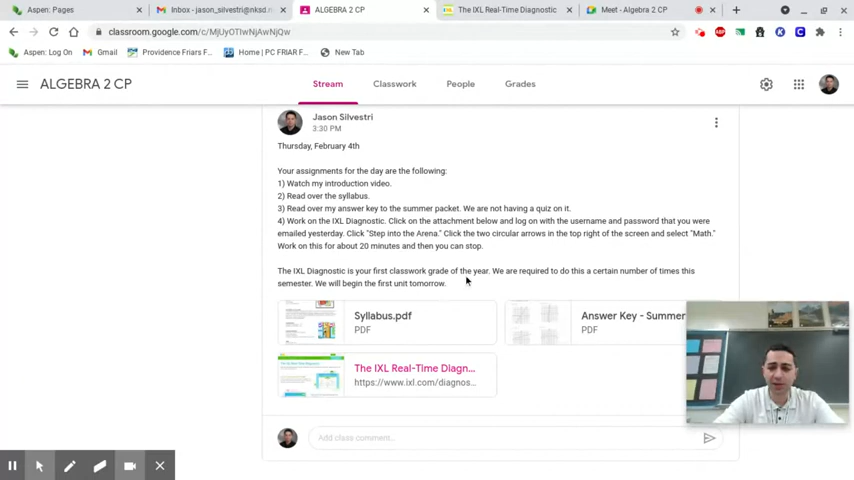 Aspen: Pages
Inbox - jason_silvestri@nksd.n
ALGEBRA 2 CP
The IXL Real-Time Diagnostic
Meet - Algebra 2 CP
classroom.google.com/c/MjUyOTIwNjAwNjQw
Aspen: Log On
Gmail
Providence Friars F...
Home | PC FRIAR F...
New Tab
ALGEBRA 2 CP
Stream
Classwork
People
Grades
Jason Silvestri
3:30 PM
Thursday, February 4th
Your assignments for the day are the following:
1) Watch my introduction video.
2) Read over the syllabus.
3) Read over my answer key to the summer packet. We are not having a quiz on it.
4) Work on the IXL Diagnostic. Click on the attachment below and log on with the username and password that you were
emailed yesterday. Click "Step into the Arena." Click the two circular arrows in the top right of the screen and select "Math."
Work on this for about 20 minutes and then you can stop.
The IXL Diagnostic is your first classwork grade of the year. We are required to do this a certain number of times this
semester. We will begin the first unit tomorrow.
Syllabus.pdf
PDF
Answer Key - Summer
PDF
The IXL Real-Time Diagn...
https://www.ixl.com/diagnos...
Add class comment...